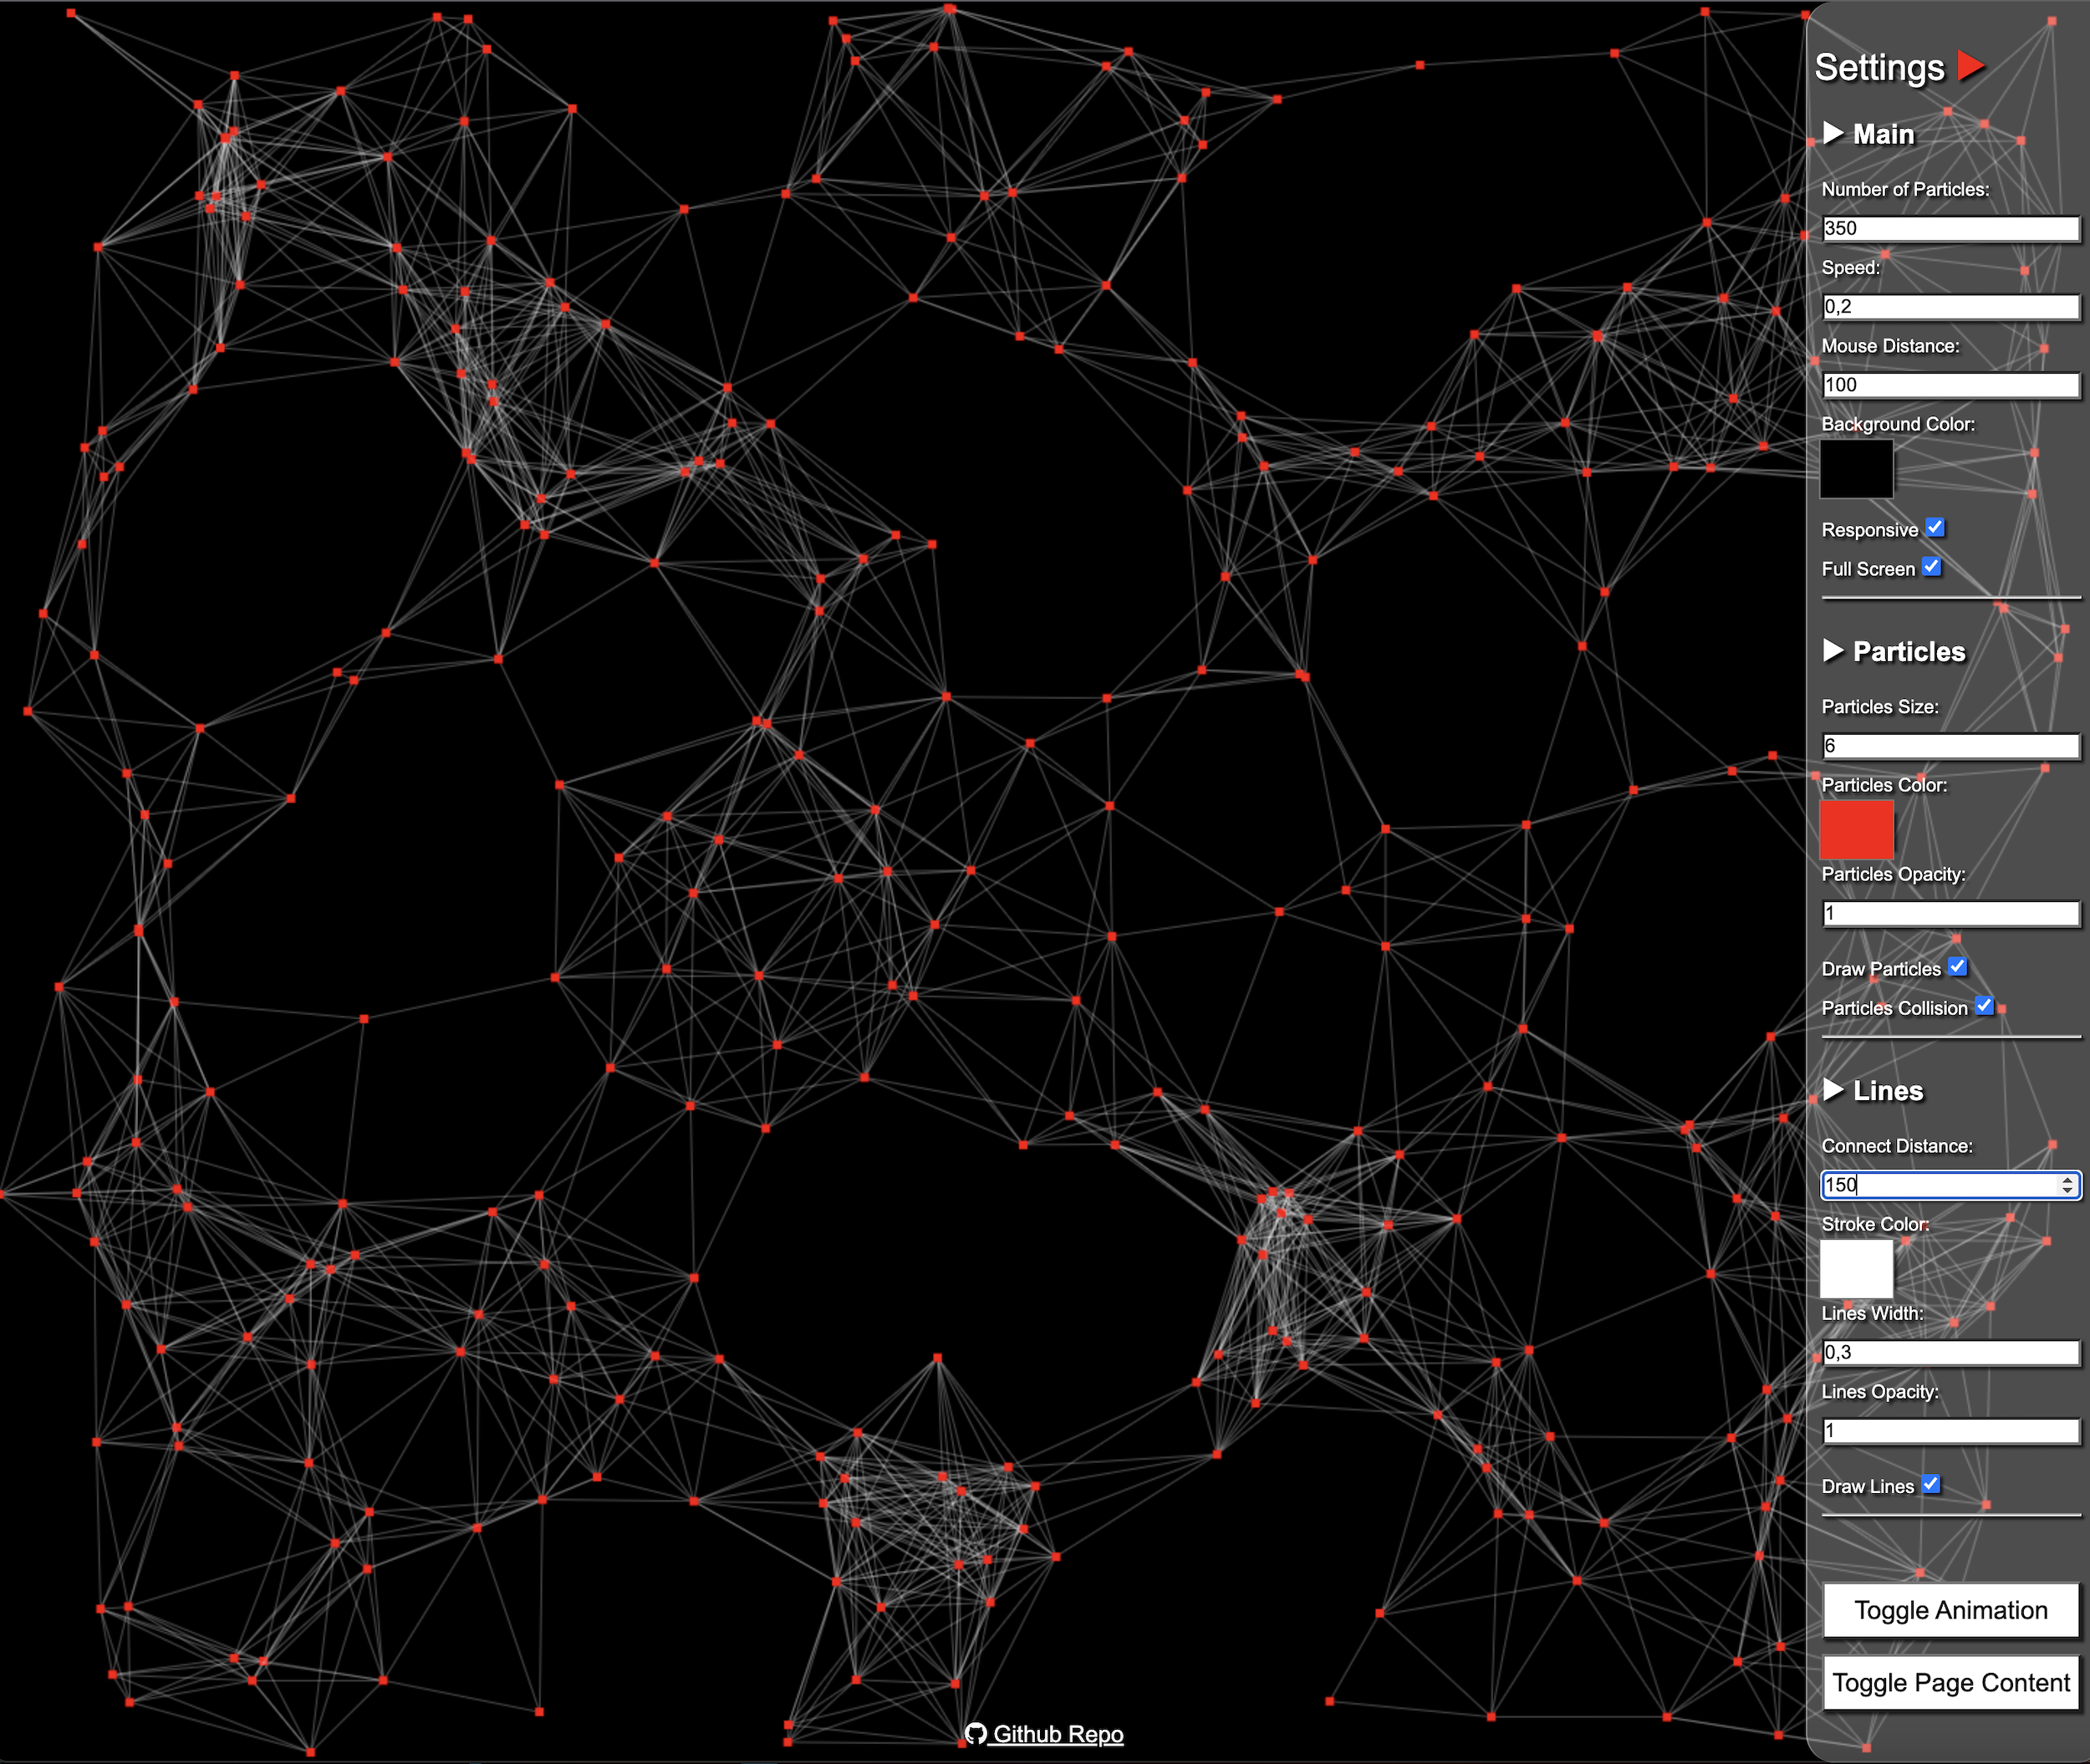 Settings
Main
Number of Particles:
350
Speed:
0,2
Mouse Distance:
100
Background Color:
Responsive
Full Screen
Particles
Particles Size:
6
Particles Color:
Particles Opacity:
1
Draw Particles
Particles Collision
Lines
Connect Distance:
150
Stroke Color:
Lines Width:
0,3
Lines Opacity:
1
Draw Lines
Toggle Animation
Toggle Page Content
Github Repo